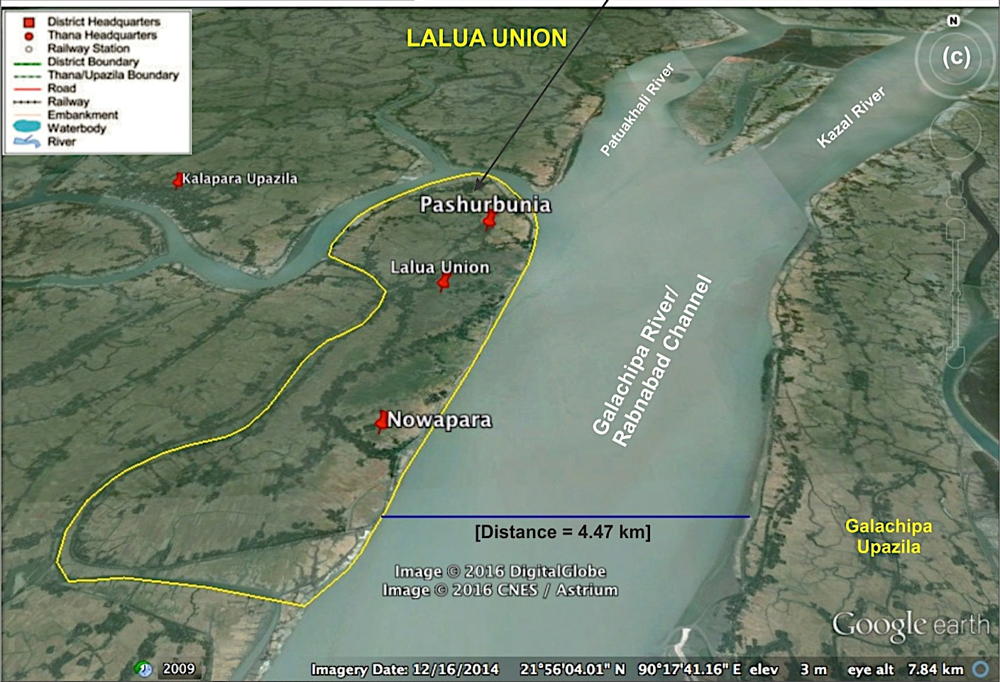 District Headquarters
Thana Headquarters
Railway Station
District Boundary
Thana/Upazila Boundary
Road
Railway
Embankment
Waterbody
River
LALUA UNION
N
(c)
Patuakhali River
Kazal River
Kalapara Upazila
Pashurbunia
Lalua Union
Galachipa River/
Rabnabad Channel
Nowapara
[Distance = 4.47 km]
Galachipa
Upazila
Image © 2016 DigitalGlobe
Image © 2016 CNES / Astrium
Google earth
2009
Imagery Date: 12/16/2014 21°56'04.01" N 90°17'41.16" E elev 3 m eye alt 7.84 km